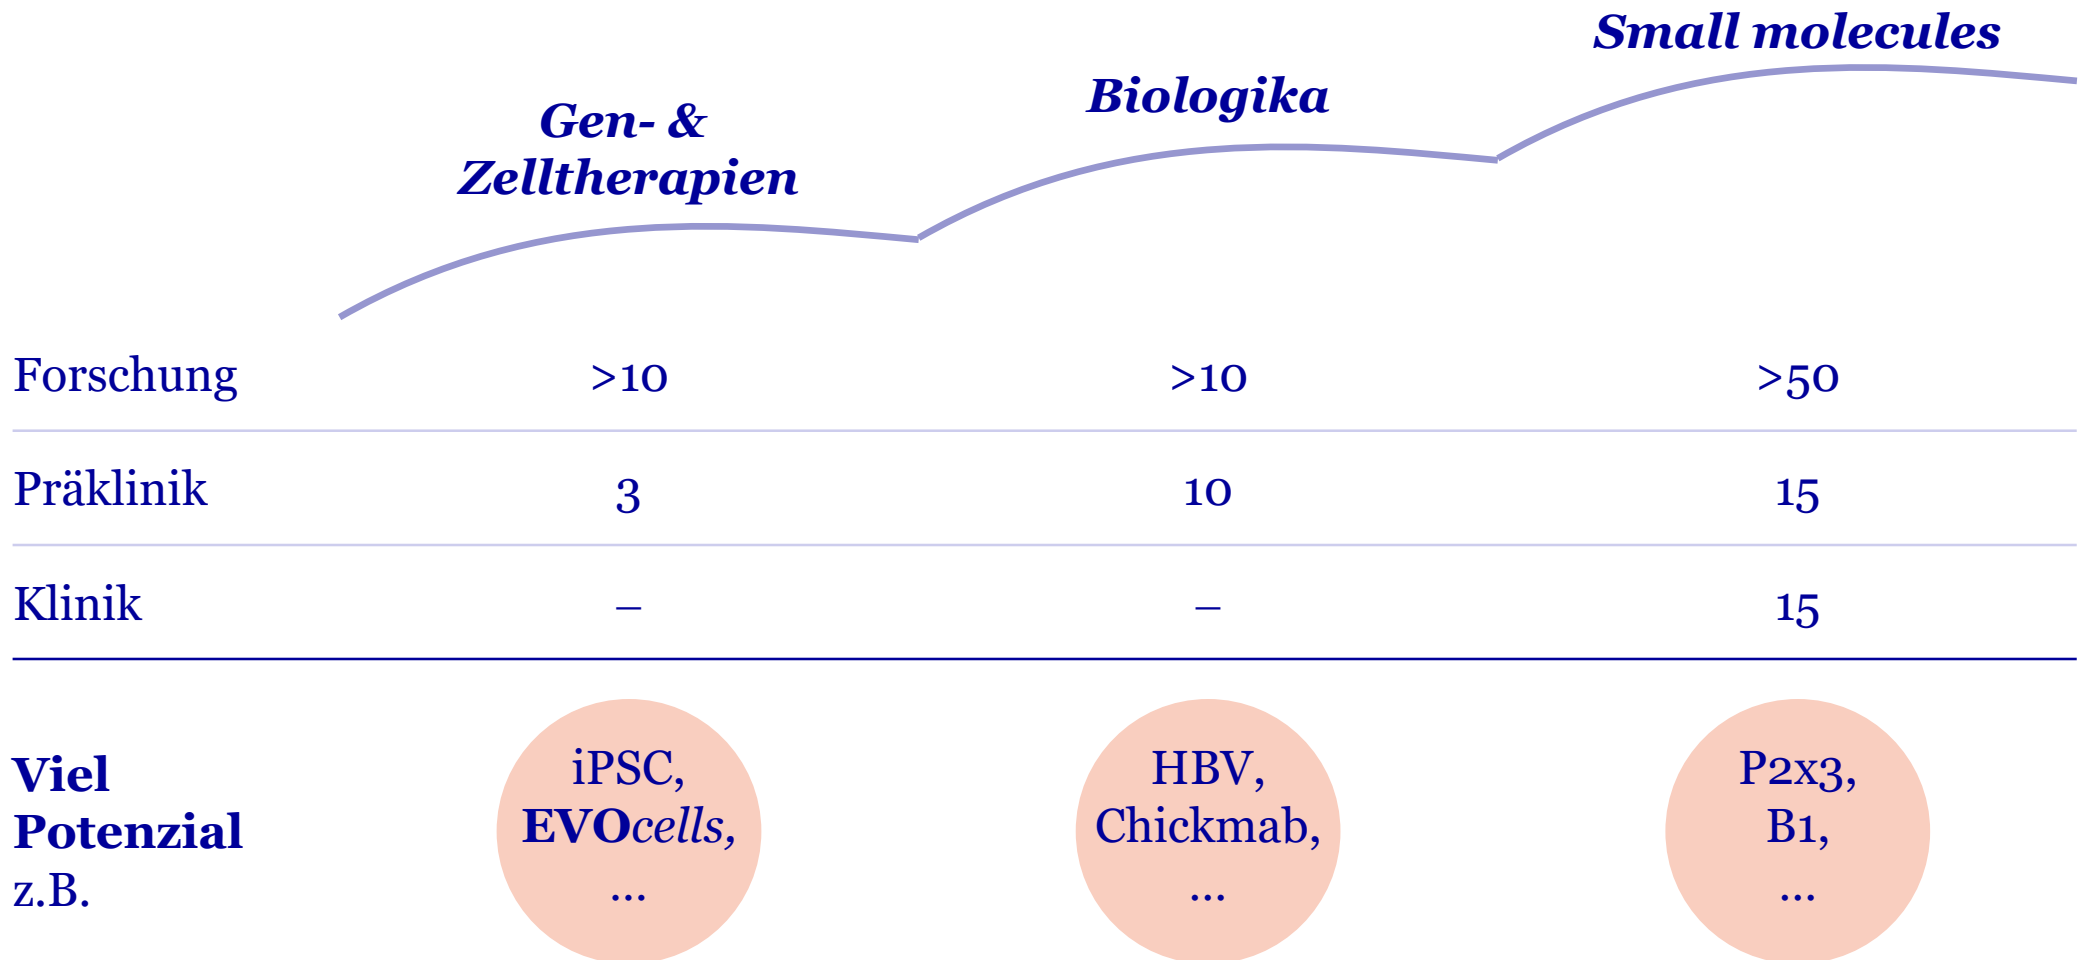 Small molecules
Biologika
Gen- &
Zelltherapien
Forschung >10 >10 >50
Präklinik 3 10 15
Klinik – – 15
Viel
Potenzial
z.B.
iPSC,
EVOcells,
...
HBV,
Chickmab,
...
P2x3,
B1,
...